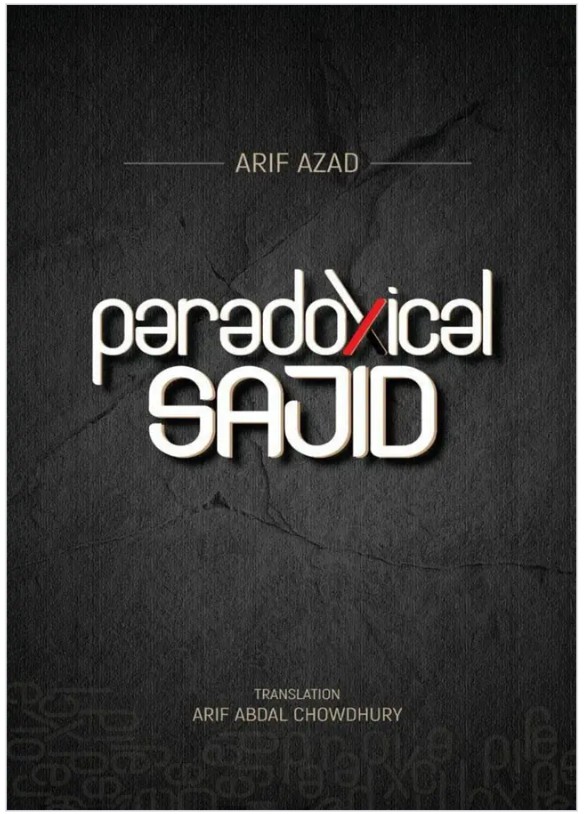 ARIF AZAD
paradoxical
SAJID
TRANSLATION
ARIF ABDAL CHOWDHURY